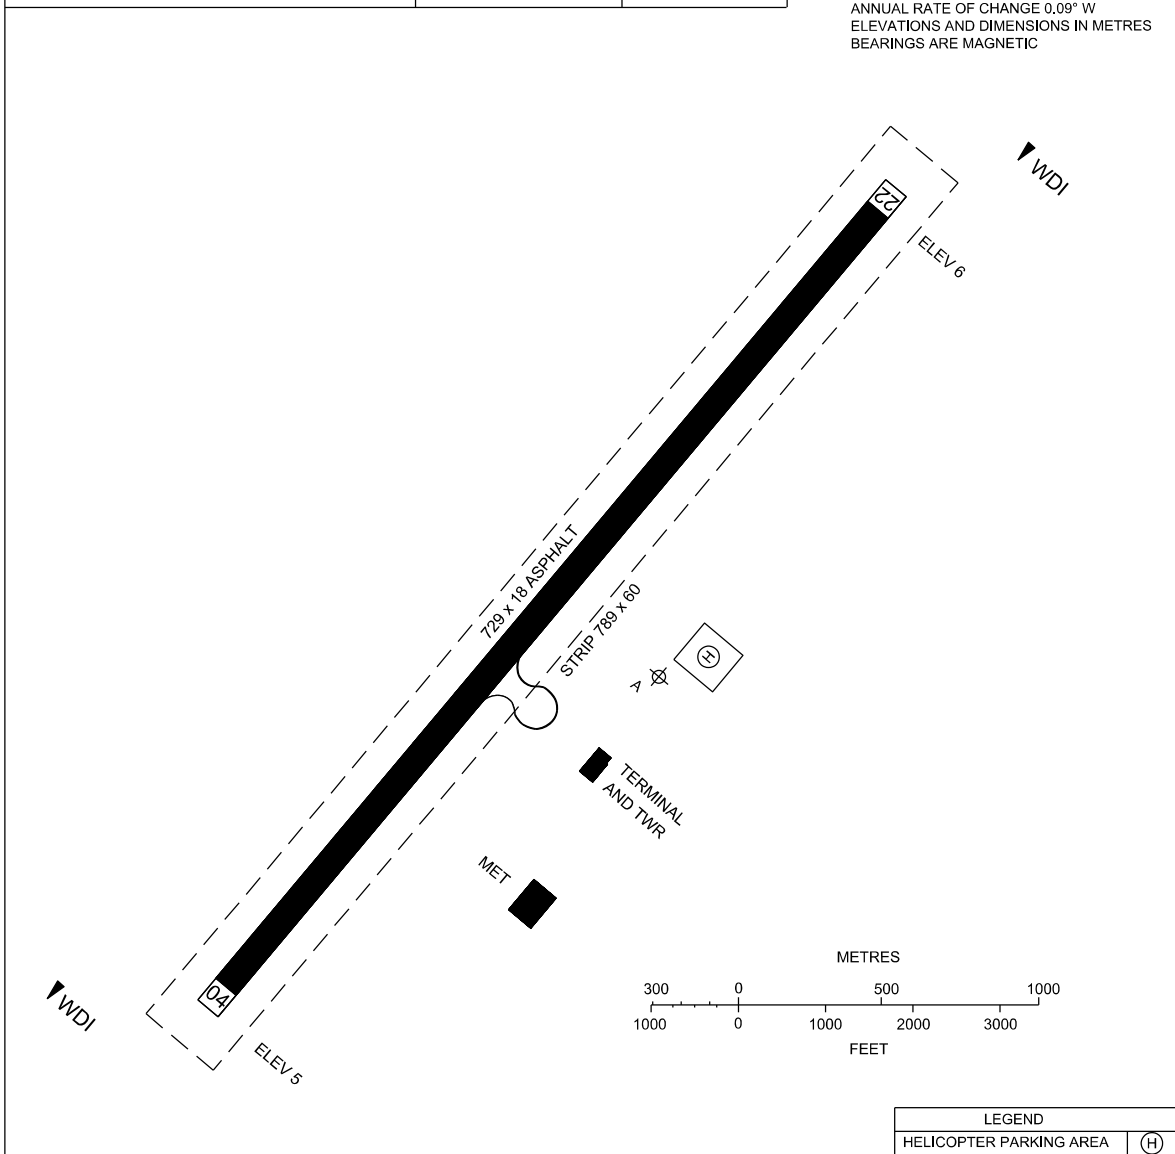 ANNUAL RATE OF CHANGE 0.09° W
ELEVATIONS AND DIMENSIONS IN METRES
BEARINGS ARE MAGNETIC
WDI
22
ELEV 6
729 x 18 ASPHALT
STRIP 789 x 60
H
A
TERMINAL
AND TWR
MET
04
WDI
ELEV 5
METRES
300 0 500 1000
1000 0 1000 2000 3000
FEET
LEGEND
HELICOPTER PARKING AREA H